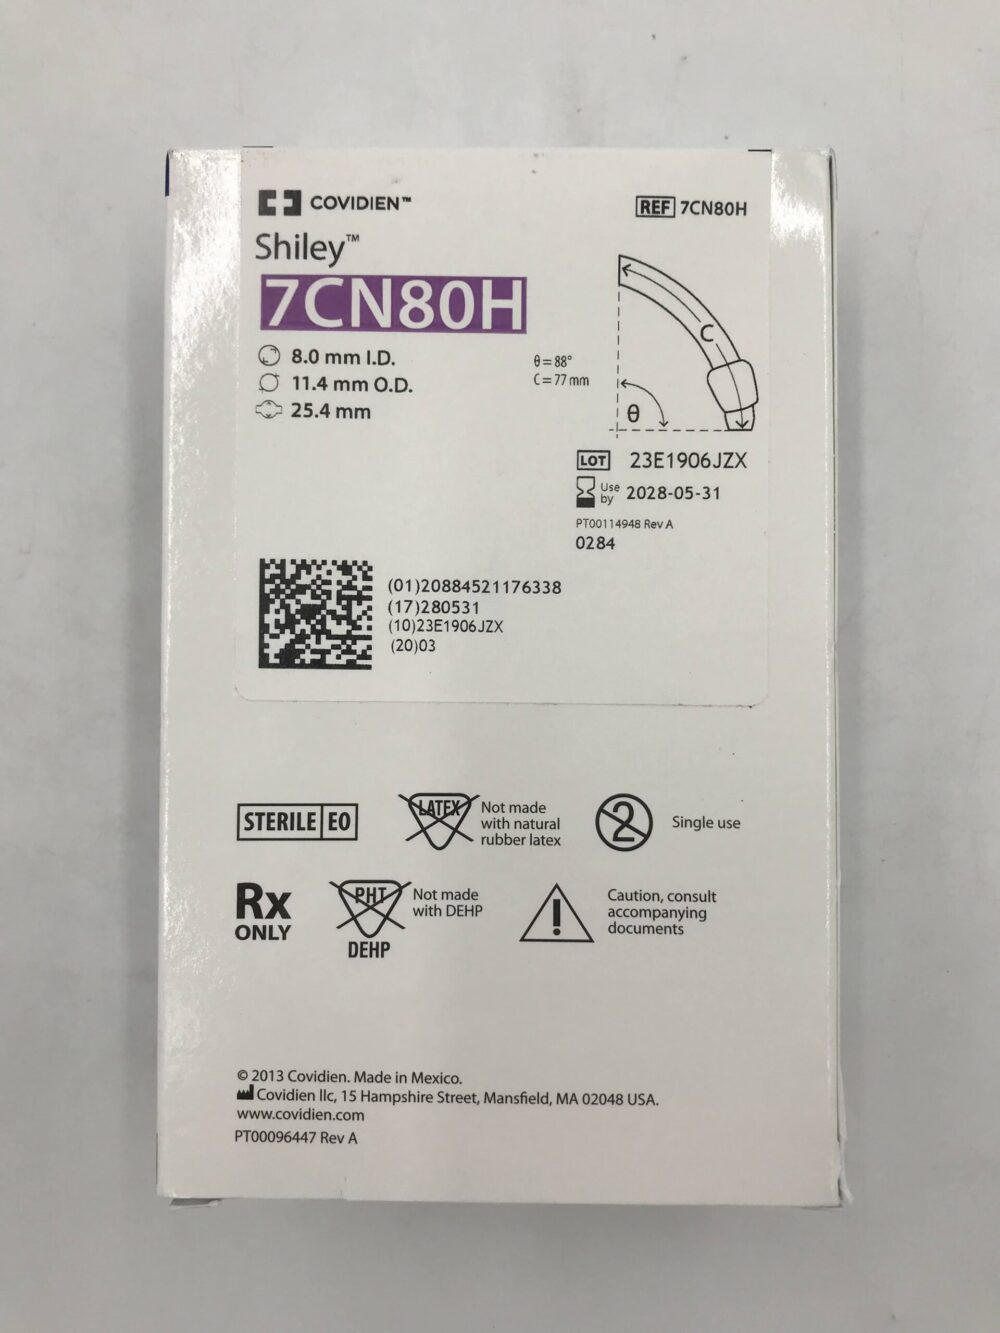 COVIDIEN™
REF 7CN80H
Shiley™
7CN80H
8.0 mm I.D.
11.4 mm O.D.
25.4 mm
θ = 88°
C = 77 mm
C
θ
LOT 23E1906JZX
Use by 2028-05-31
PT00114948 Rev A
0284
(01)20884521176338
(17)280531
(10)23E1906JZX
(20)03
STERILE EO
LATEX
Not made
with natural
rubber latex
2
Single use
Rx
ONLY
PHT
DEHP
Not made
with DEHP
!
Caution, consult
accompanying
documents
© 2013 Covidien. Made in Mexico.
Covidien llc, 15 Hampshire Street, Mansfield, MA 02048 USA.
www.covidien.com
PT00096447 Rev A